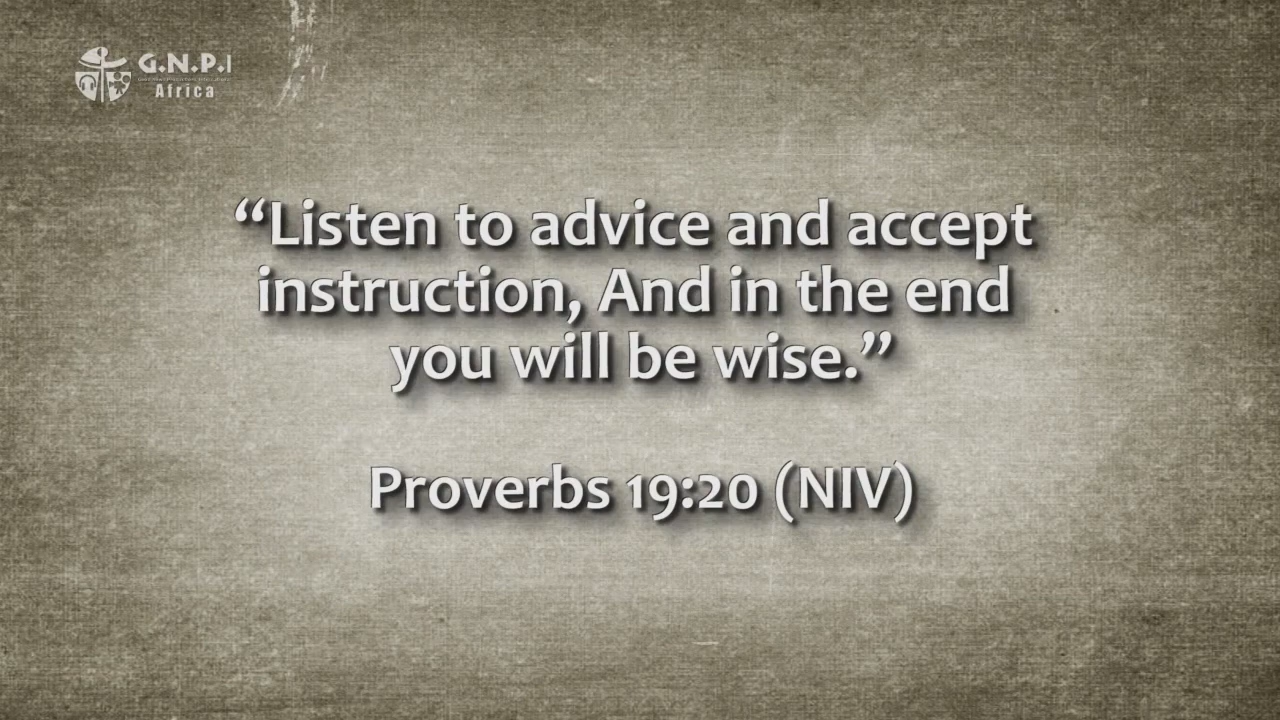 G.N.P.I
Africa
“Listen to advice and accept
instruction, And in the end
you will be wise.”
Proverbs 19:20 (NIV)